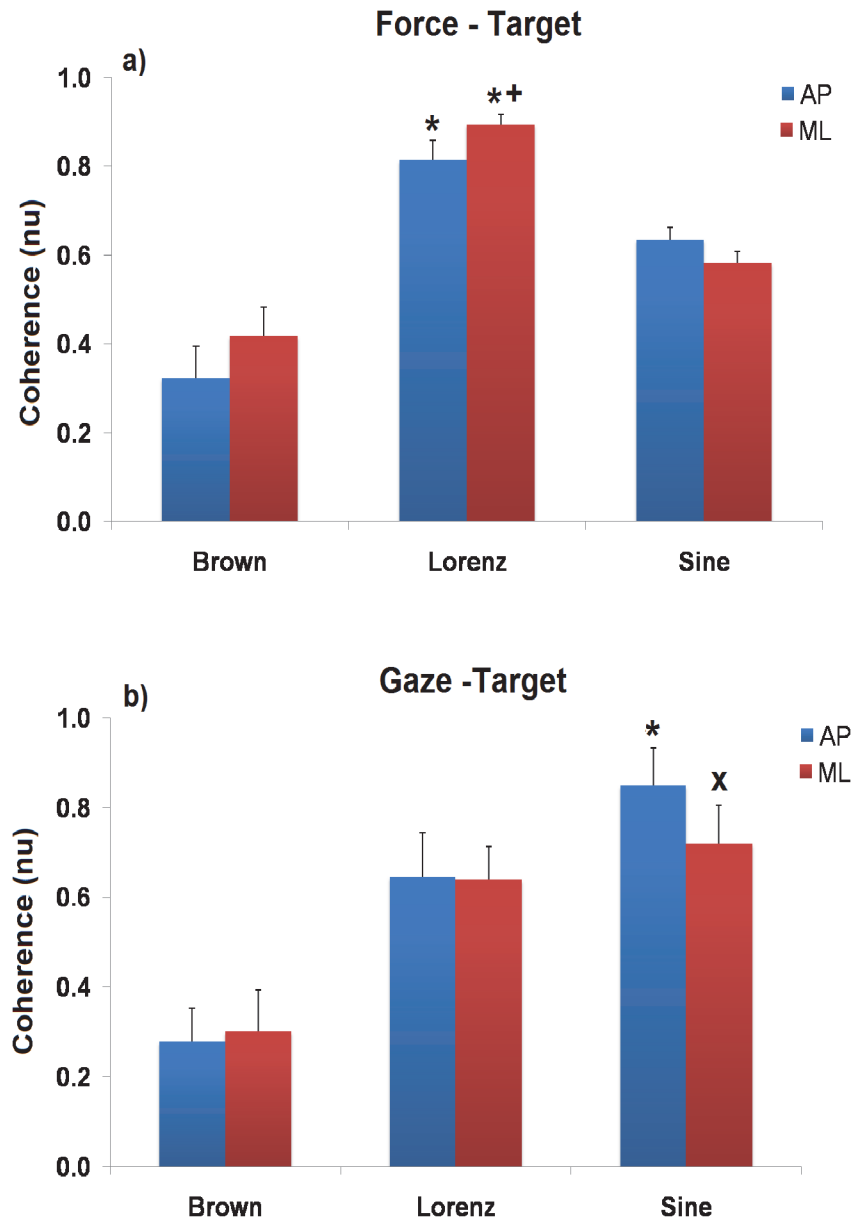 Force - Target
a)
1.0
0.8
0.6
0.4
0.2
0.0
Coherence (nu)
*
*+
AP
ML
Brown Lorenz Sine
Gaze -Target
b)
1.0
0.8
0.6
0.4
0.2
0.0
Coherence (nu)
*
x
AP
ML
Brown Lorenz Sine